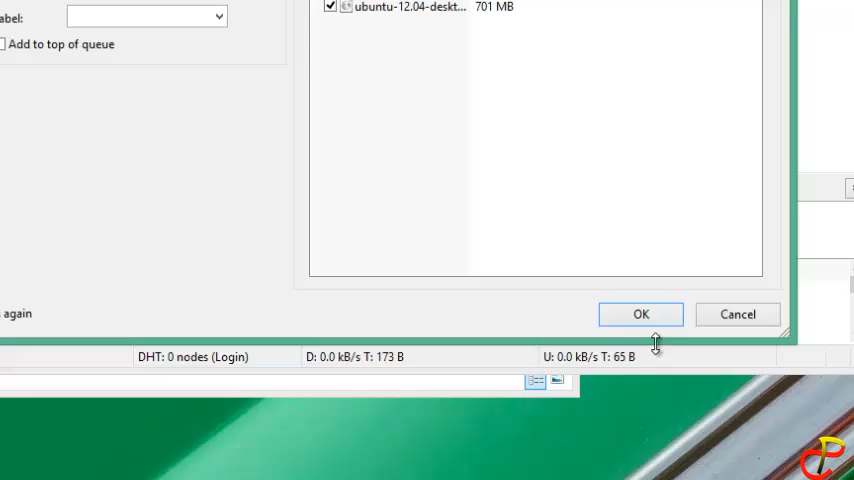 abel:
ubuntu-12.04-deskt... 701 MB
Add to top of queue
again
OK Cancel
DHT: 0 nodes (Login) D: 0.0 kB/s T: 173 B U: 0.0 kB/s T: 65 B